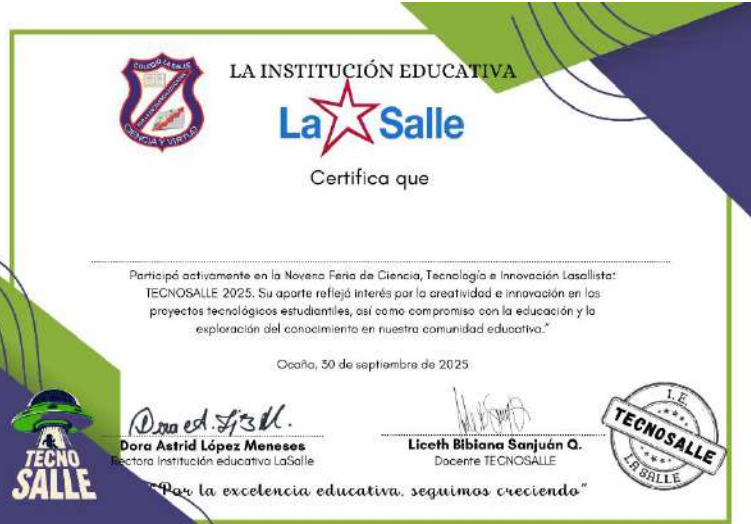 COLEGIO LA SALLE
CIENCIA Y VIRTUD
LA INSTITUCIÓN EDUCATIVA
La Salle
Certifica que
Participó activamente en la Novena Feria de Ciencia, Tecnología e Innovación Lasallista:
TECNOSALLE 2025. Su aporte reflejó interés por la creatividad e innovación en los
proyectos tecnológicos estudiantiles, así como compromiso con la educación y la
exploración del conocimiento en nuestra comunidad educativa.”
Ocaña, 30 de septiembre de 2025
Dora Astrid López Meneses
Rectora Institución educativa LaSalle
Liceth Bibiana Sanjuán Q.
Docente TECNOSALLE
I.E.
TECNOSALLE
LA SALLE
TECNO
SALLE
“Por la excelencia educativa, seguimos creciendo”